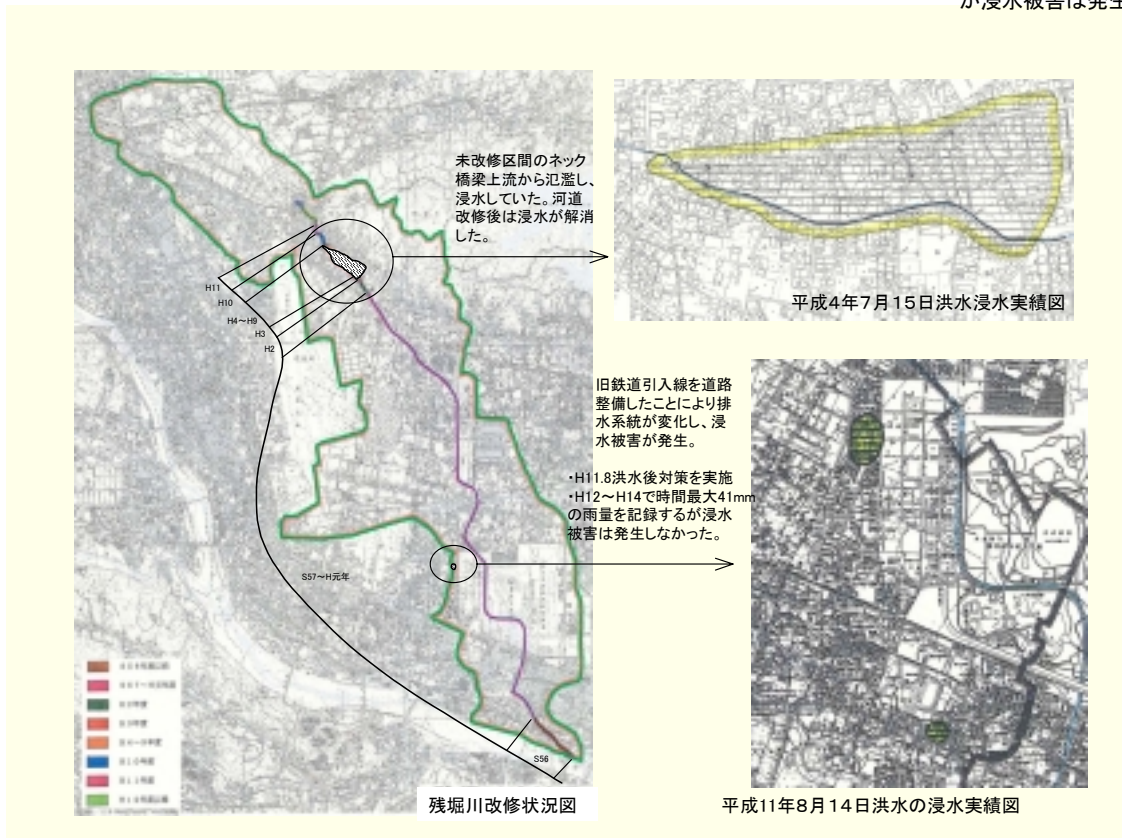 が浸水被害は発生
未改修区間のネック
橋梁上流から氾濫し、
浸水していた。河道
改修後は浸水が解消
した。
H11
H10
H4～H9
H3
H2
平成4年7月15日洪水浸水実績図
旧鉄道引入線を道路
整備したことにより排
水系統が変化し、浸
水被害が発生。
・H11.8洪水後対策を実施
・H12～H14で時間最大41mm
の雨量を記録するが浸水
被害は発生しなかった。
S57～H元年
S56
残堀川改修状況図
平成11年8月14日洪水の浸水実績図